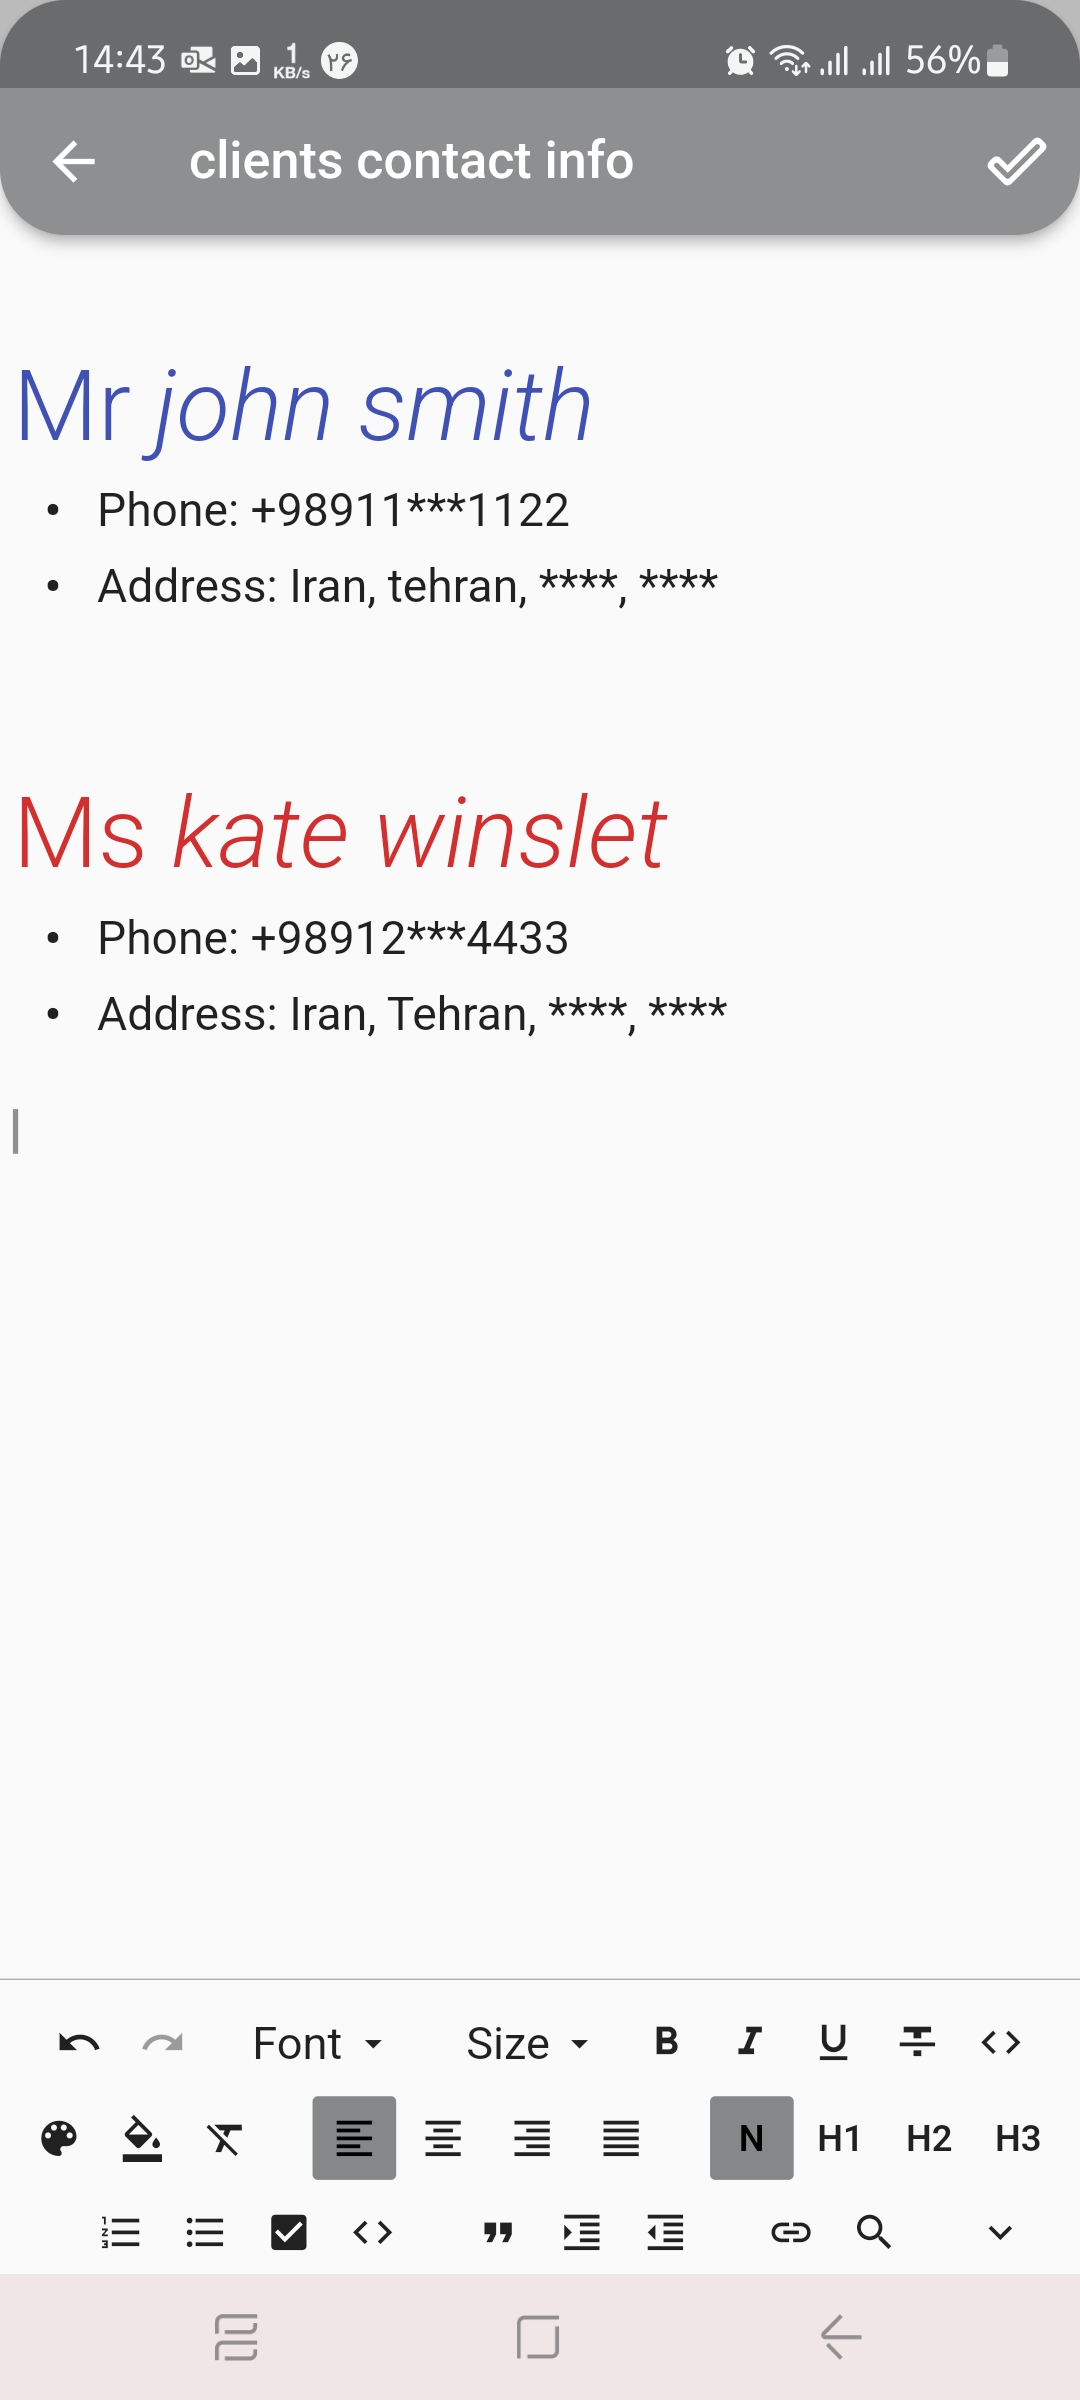 14:43 1 KB/s ۲۶ 56%
clients contact info
Mr john smith
• Phone: +98911***1122
• Address: Iran, tehran, ****, ****
Ms kate winslet
• Phone: +98912***4433
• Address: Iran, Tehran, ****, ****
Font Size B I U S <>
N H1 H2 H3